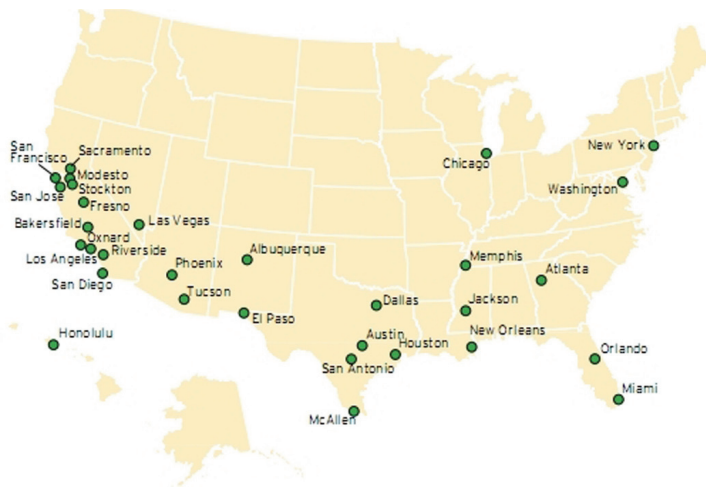 New York
San
Francisco
Sacramento
Chicago
Modesto
Stockton
Washington
San Jose
Fresno
Bakersfield
Las Vegas
Oxnard
Albuquerque
Los Angeles
Riverside
Memphis
Phoenix
Atlanta
San Diego
Tucson
Dallas
Jackson
El Paso
Honolulu
Austin
Houston
New Orleans
Orlando
San Antonio
Miami
McAllen